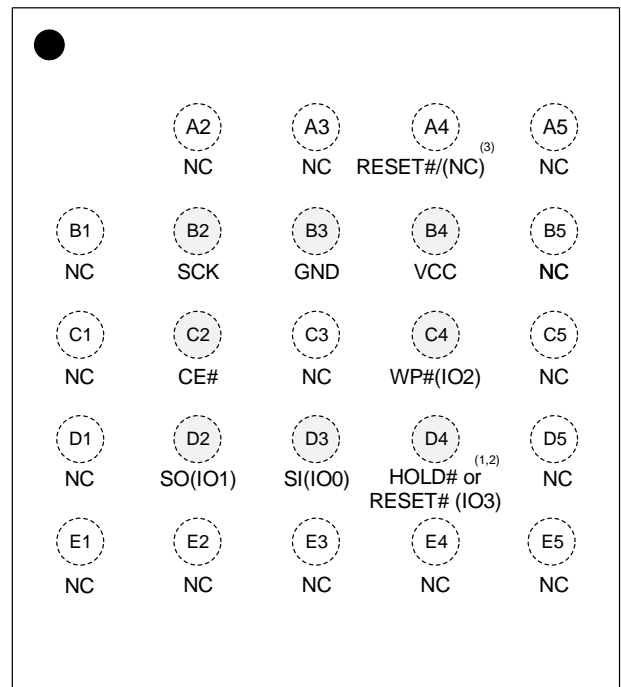 A2 A3 A4 A5
NC NC RESET#/(NC) (3) NC
B1 B2 B3 B4 B5
NC SCK GND VCC NC
C1 C2 C3 C4 C5
NC CE# NC WP#(IO2) NC
D1 D2 D3 D4 D5
NC SO(IO1) SI(IO0) HOLD# or (1,2) NC
RESET# (IO3)
E1 E2 E3 E4 E5
NC NC NC NC NC